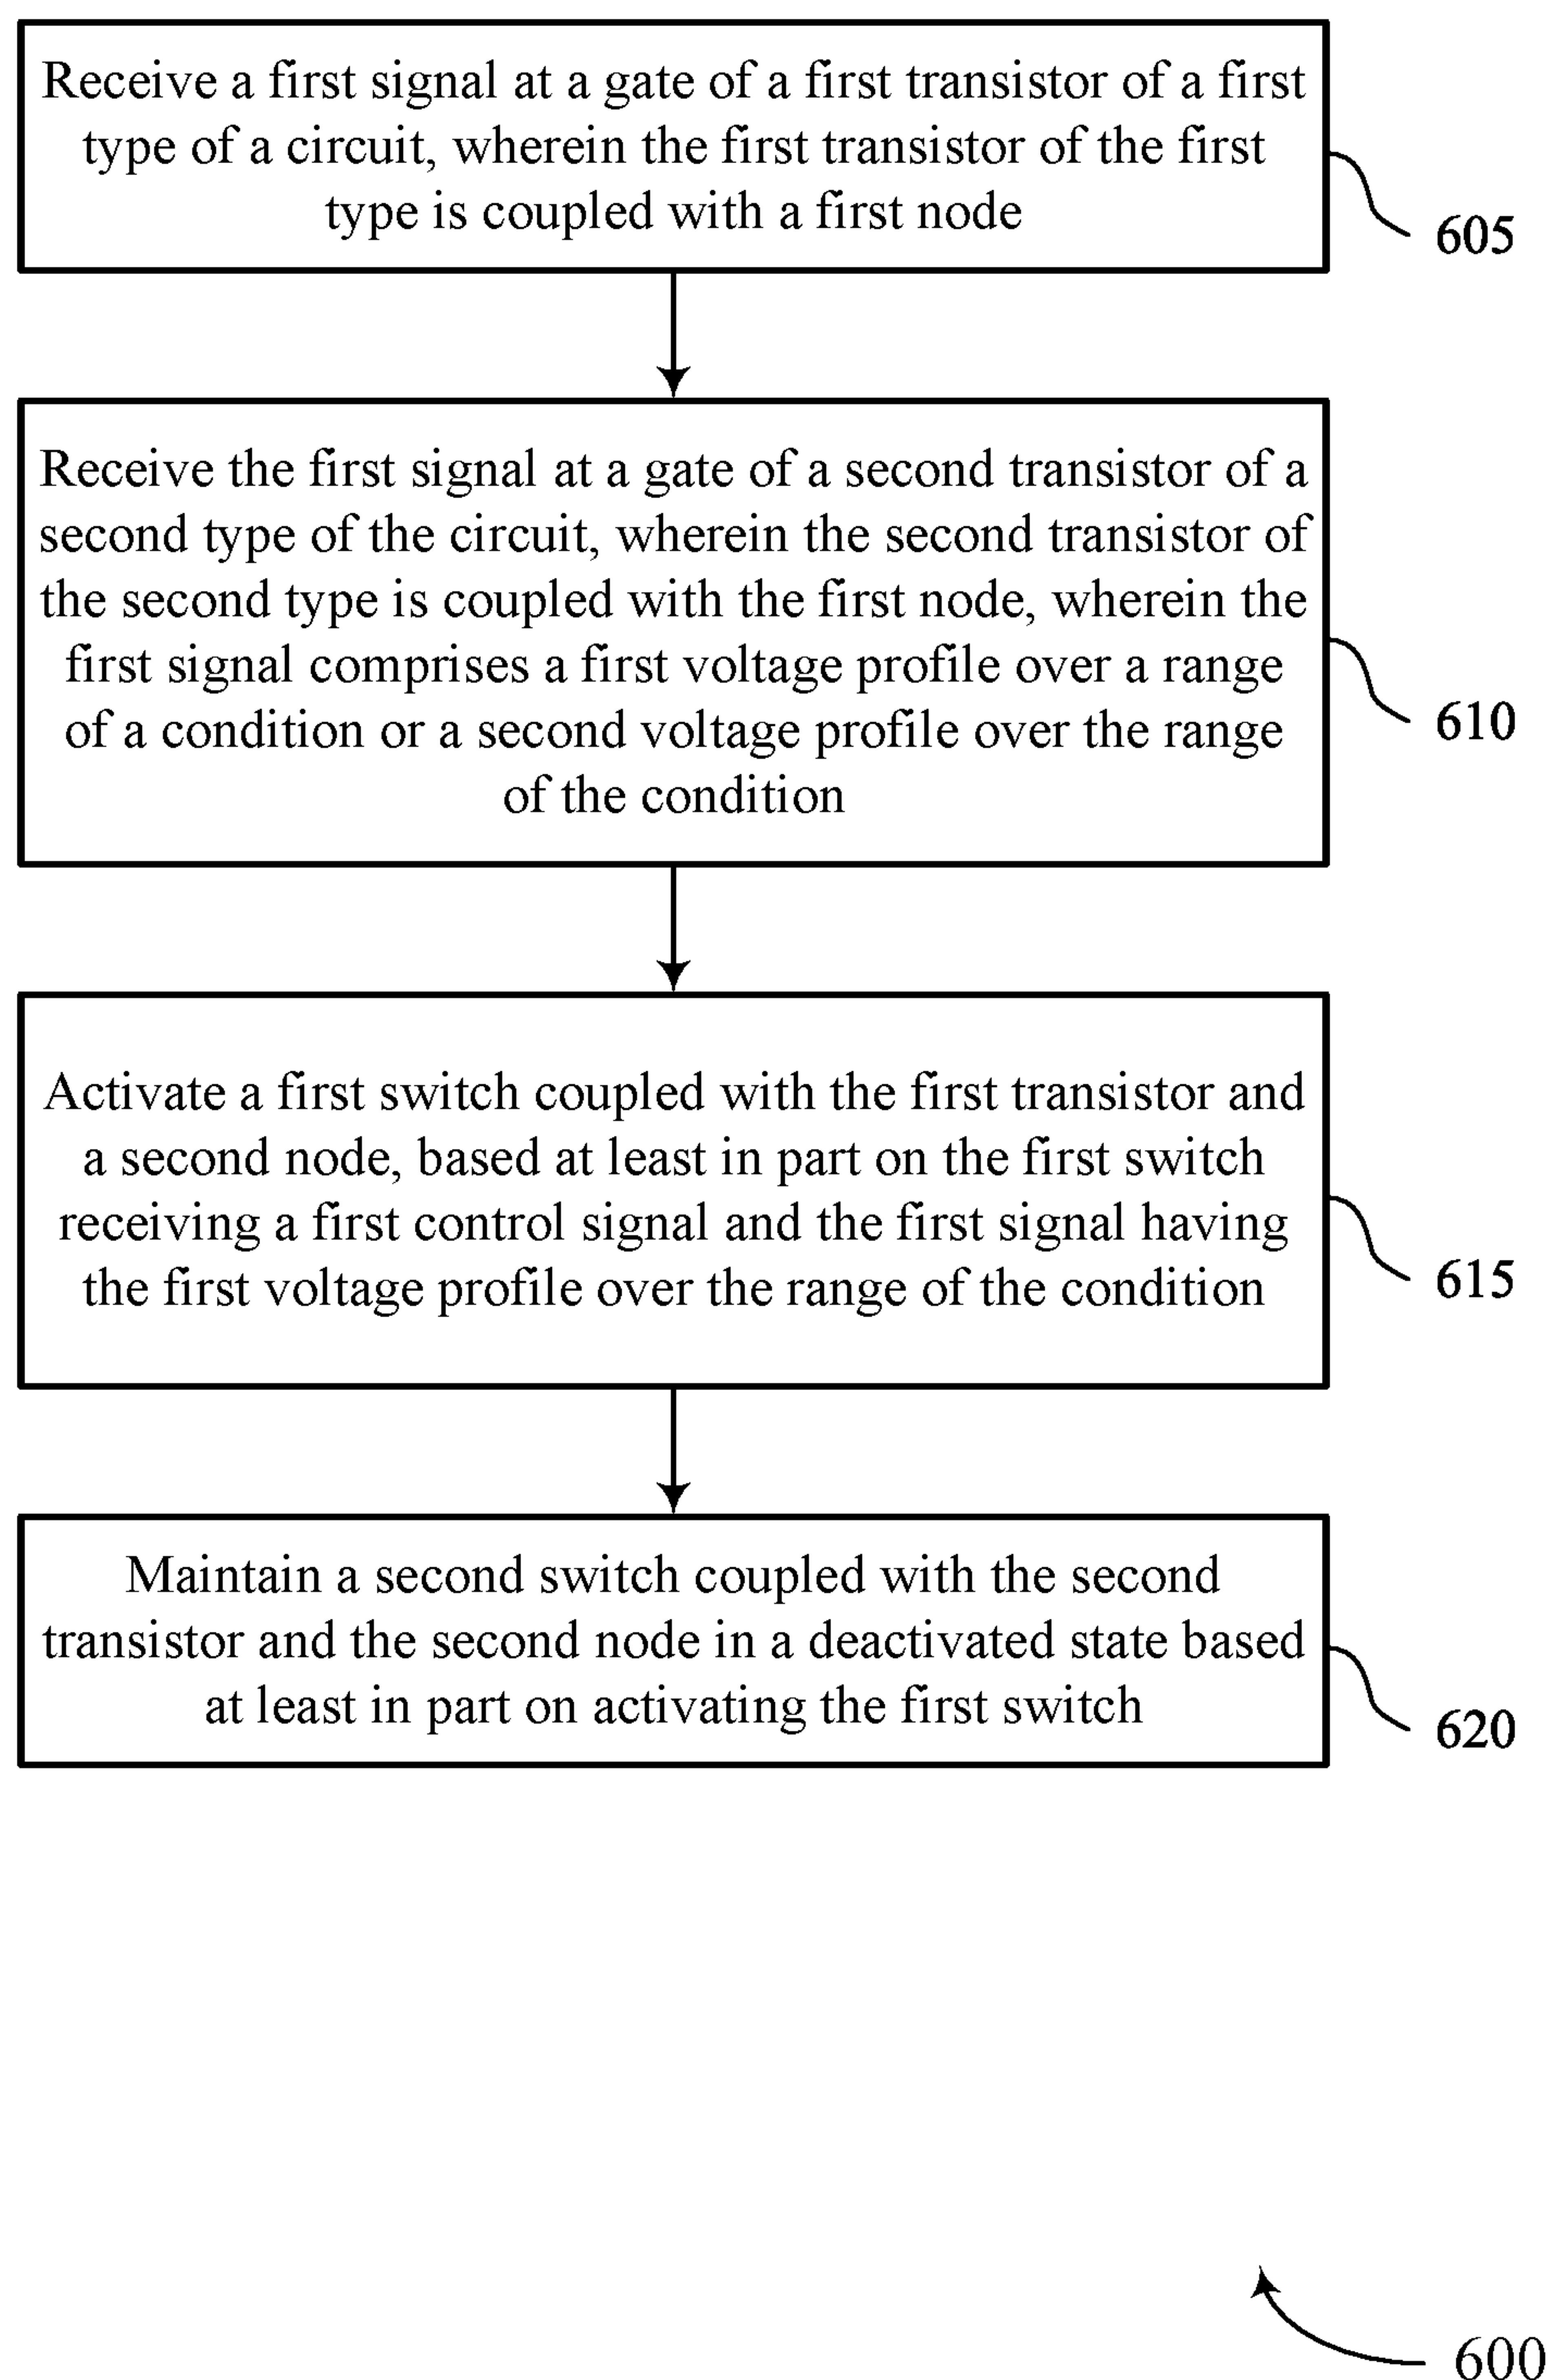 Receive a first signal at a gate of a first transistor of a first
type of a circuit, wherein the first transistor of the first
type is coupled with a first node
605
Receive the first signal at a gate of a second transistor of a
second type of the circuit, wherein the second transistor of
the second type is coupled with the first node, wherein the
first signal comprises a first voltage profile over a range
of a condition or a second voltage profile over the range
of the condition
610
Activate a first switch coupled with the first transistor and
a second node, based at least in part on the first switch
receiving a first control signal and the first signal having
the first voltage profile over the range of the condition
615
Maintain a second switch coupled with the second
transistor and the second node in a deactivated state based
at least in part on activating the first switch
620
600